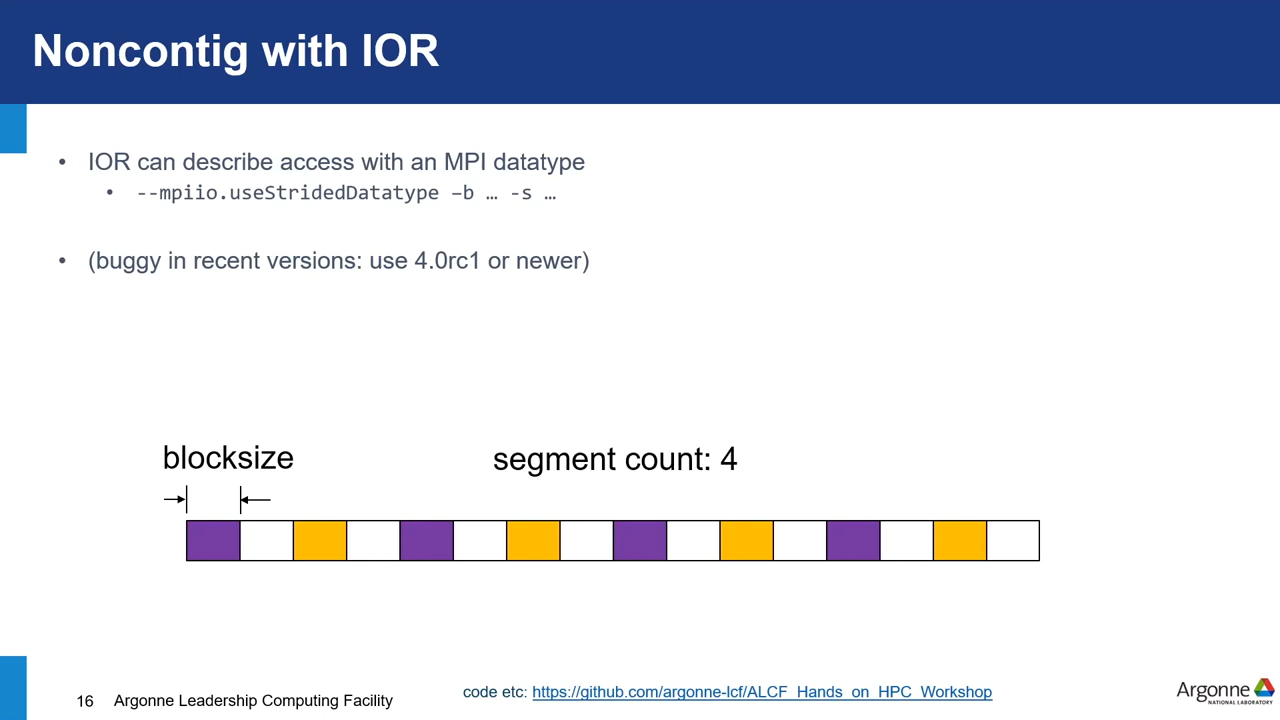 Noncontig with IOR
• IOR can describe access with an MPI datatype
• --mpiio.useStridedDatatype –b … -s …
• (buggy in recent versions: use 4.0rc1 or newer)
blocksize
segment count: 4
16 Argonne Leadership Computing Facility
code etc: https://github.com/argonne-lcf/ALCF_Hands_on_HPC_Workshop
Argonne
NATIONAL LABORATORY